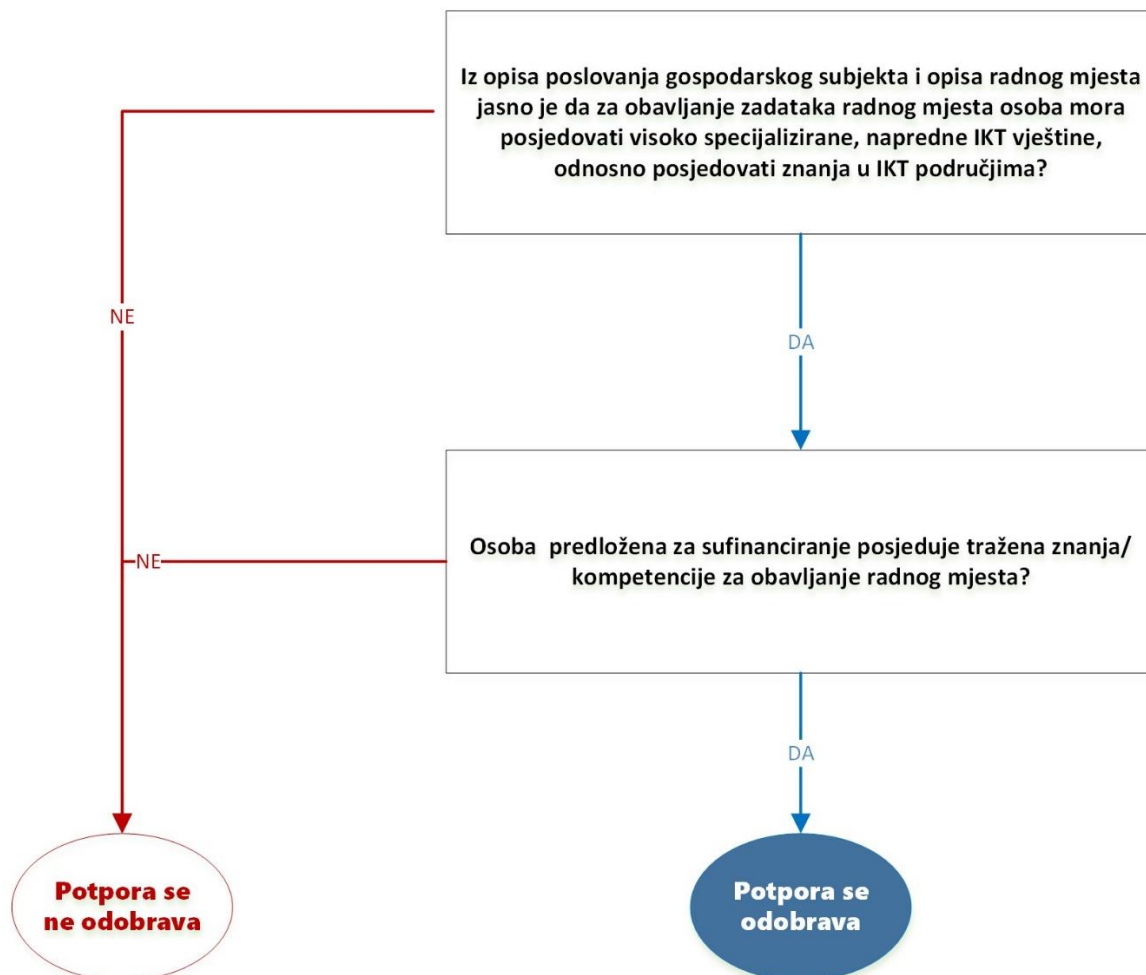 Iz opisa poslovanja gospodarskog subjekta i opisa radnog mjesta
jasno je da za obavljanje zadataka radnog mjesta osoba mora
posjedovati visoko specijalizirane, napredne IKT vještine,
odnosno posjedovati znanja u IKT područjima?
NE
DA
Osoba predložena za sufinanciranje posjeduje tražena znanja/
kompetencije za obavljanje radnog mjesta?
NE
DA
Potpora se
ne odobrava
Potpora se
odobrava